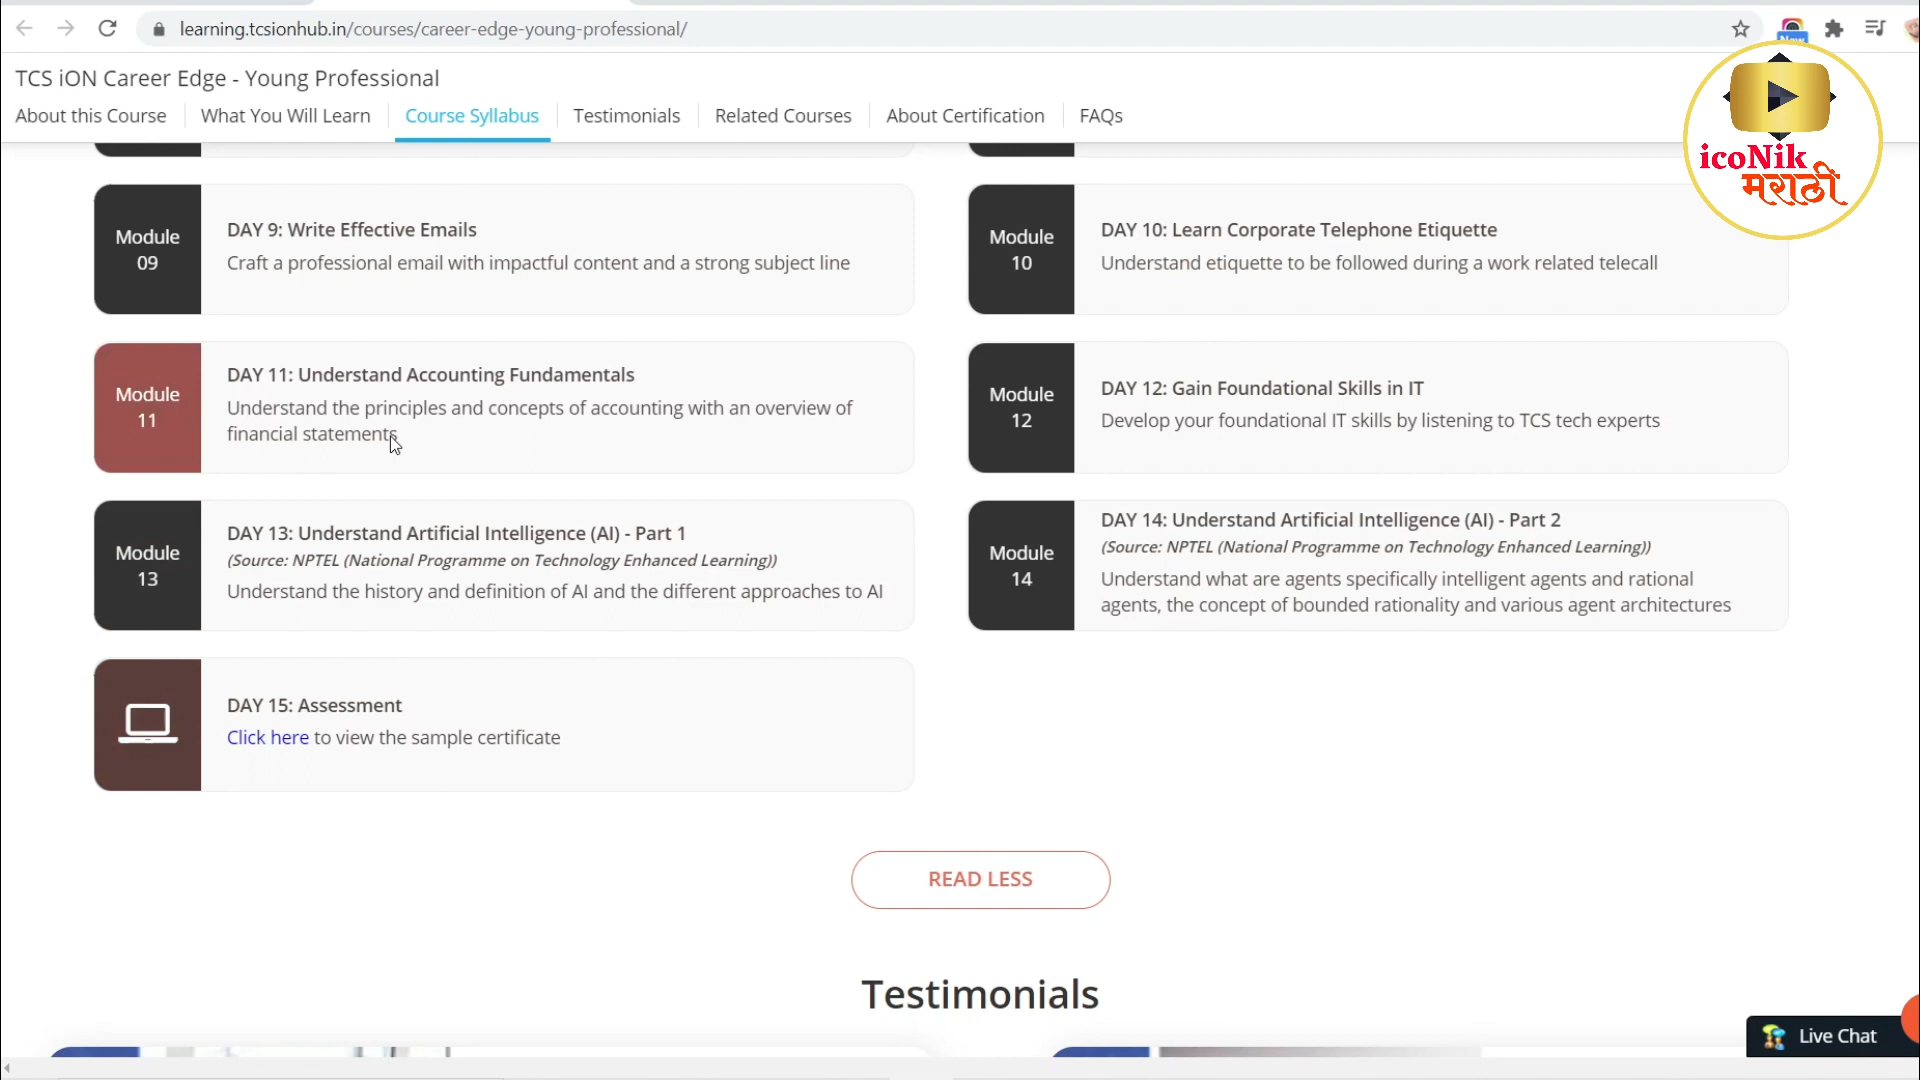 learning.tcsionhub.in/courses/career-edge-young-professional/
New
TCS iON Career Edge - Young Professional
About this Course
What You Will Learn
Course Syllabus
Testimonials
Related Courses
About Certification
FAQs
icoNik
मराठी
Module
09
DAY 9: Write Effective Emails
Craft a professional email with impactful content and a strong subject line
Module
10
DAY 10: Learn Corporate Telephone Etiquette
Understand etiquette to be followed during a work related telecall
Module
11
DAY 11: Understand Accounting Fundamentals
Understand the principles and concepts of accounting with an overview of
financial statements
Module
12
DAY 12: Gain Foundational Skills in IT
Develop your foundational IT skills by listening to TCS tech experts
Module
13
DAY 13: Understand Artificial Intelligence (AI) - Part 1
(Source: NPTEL (National Programme on Technology Enhanced Learning))
Understand the history and definition of AI and the different approaches to AI
Module
14
DAY 14: Understand Artificial Intelligence (AI) - Part 2
(Source: NPTEL (National Programme on Technology Enhanced Learning))
Understand what are agents specifically intelligent agents and rational
agents, the concept of bounded rationality and various agent architectures
DAY 15: Assessment
Click here to view the sample certificate
READ LESS
Testimonials
Live Chat